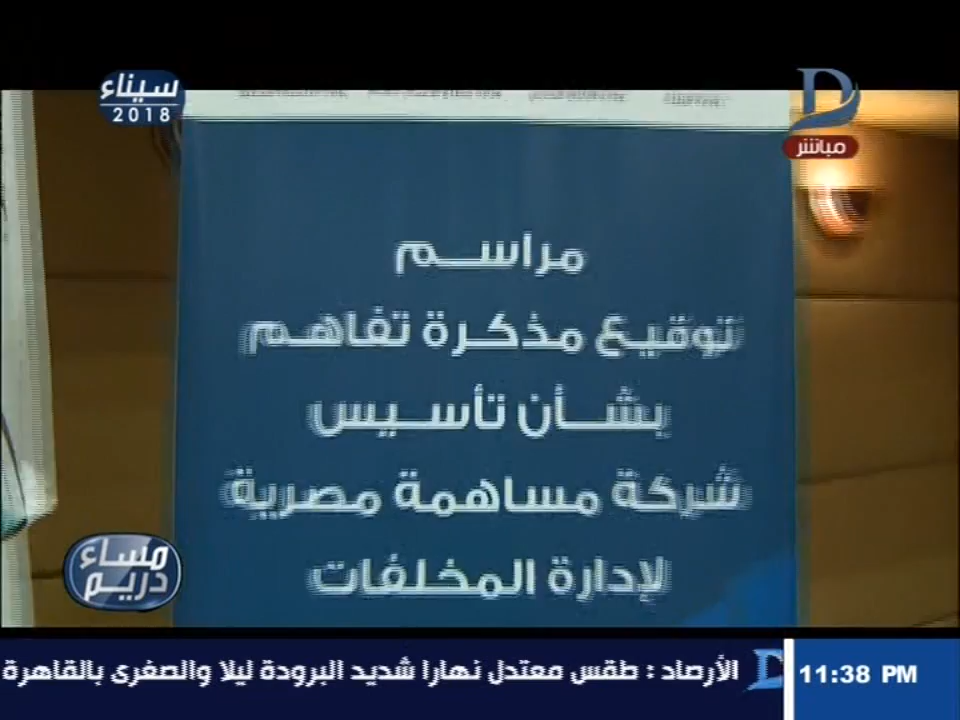 سيناء
2018
مباشر
مراسم
توقيع مذكرة تفاهم
بشأن تأسيس
شركة مساهمة مصرية
لإدارة المخلفات
مساء
دريم
الأرصاد : طقس معتدل نهارا شديد البرودة ليلا والصغرى بالقاهرة
11:38 PM